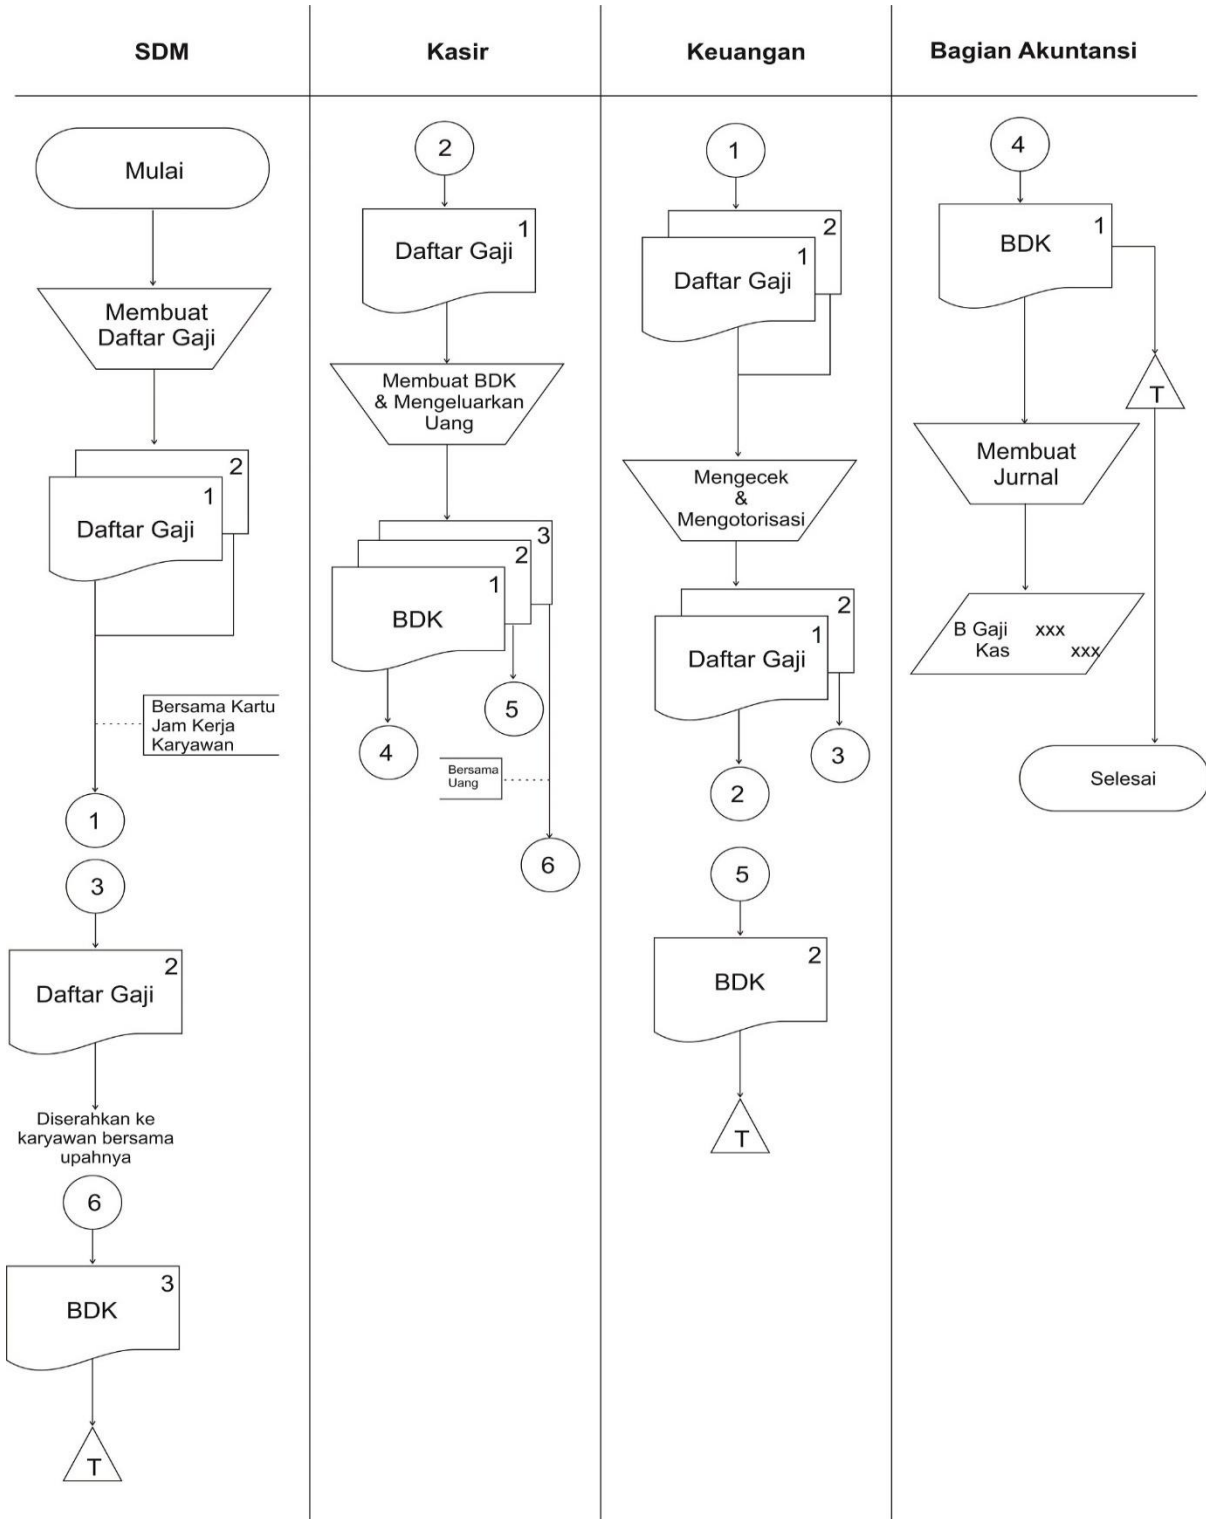 SDM
Kasir
Keuangan
Bagian Akuntansi
Mulai
Membuat
Daftar Gaji
2
1
Daftar Gaji
Bersama Kartu
Jam Kerja
Karyawan
1
3
2
Daftar Gaji
Diserahkan ke
karyawan bersama
upahnya
6
3
BDK
T
2
1
Daftar Gaji
Membuat BDK
& Mengeluarkan
Uang
3
2
1
BDK
5
4
Bersama
Uang
6
1
2
1
Daftar Gaji
Mengecek
&
Mengotorisasi
2
1
Daftar Gaji
3
2
5
2
BDK
T
4
1
BDK
T
Membuat
Jurnal
B Gaji xxx
Kas xxx
Selesai